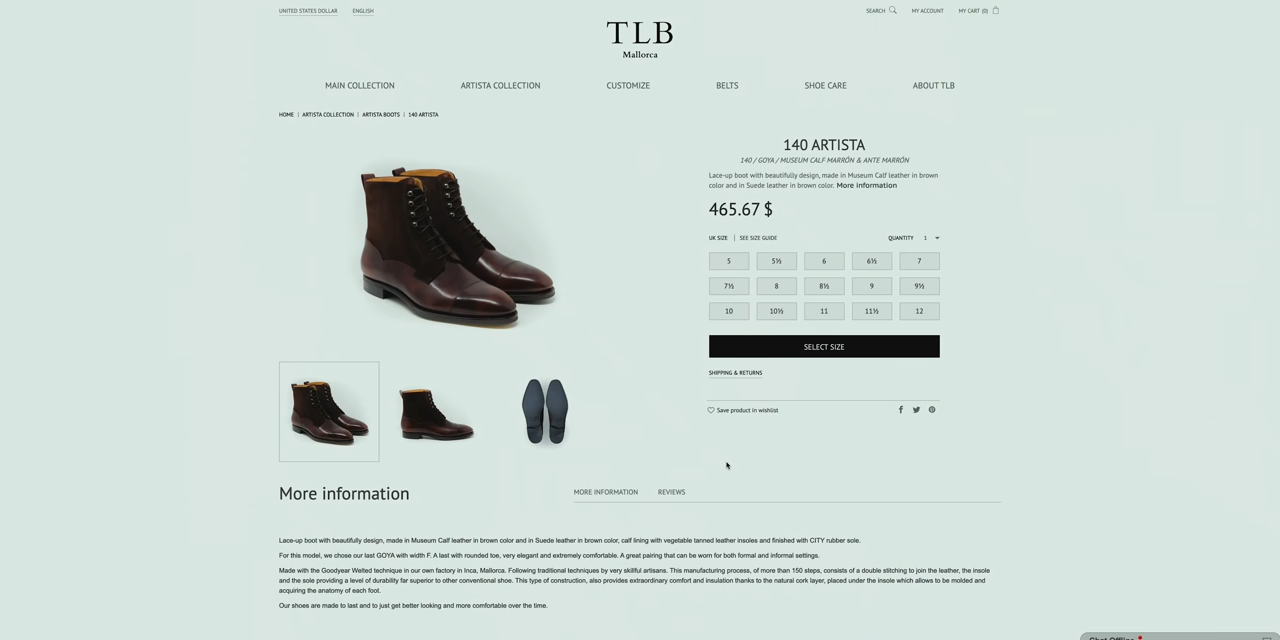 UNITED STATES DOLLAR ENGLISH SEARCH MY ACCOUNT MY CART (0)
TLB
Mallorca
MAIN COLLECTION ARTISTA COLLECTION CUSTOMIZE BELTS SHOE CARE ABOUT TLB
HOME | ARTISTA COLLECTION | ARTISTA BOOTS | 140 ARTISTA
140 ARTISTA
140 / GOYA / MUSEUM CALF MARRÓN & ANTE MARRÓN
Lace-up boot with beautifully design, made in Museum Calf leather in brown
color and in Suede leather in brown color. More information
465.67 $
UK SIZE | SEE SIZE GUIDE QUANTITY 1
5 5½ 6 6½ 7
7½ 8 8½ 9 9½
10 10½ 11 11½ 12
SELECT SIZE
SHIPPING & RETURNS
Save product in wishlist
More information
MORE INFORMATION REVIEWS
Lace-up boot with beautifully design, made in Museum Calf leather in brown color and in Suede leather in brown color, calf lining with vegetable tanned leather insoles and finished with CITY rubber sole.
For this model, we chose our last GOYA with width F. A last with rounded toe, very elegant and extremely comfortable. A great pairing that can be worn for both formal and informal settings.
Made with the Goodyear Welted technique in our own factory in Inca, Mallorca. Following traditional techniques by very skillful artisans. This manufacturing process, of more than 150 steps, consists of a double stitching to join the leather, the insole
and the sole providing a level of durability far superior to other conventional shoe. This type of construction, also provides extraordinary comfort and insulation thanks to the natural cork layer, placed under the insole which allows to be molded and
acquiring the anatomy of each foot.
Our shoes are made to last and to just get better looking and more comfortable over the time.